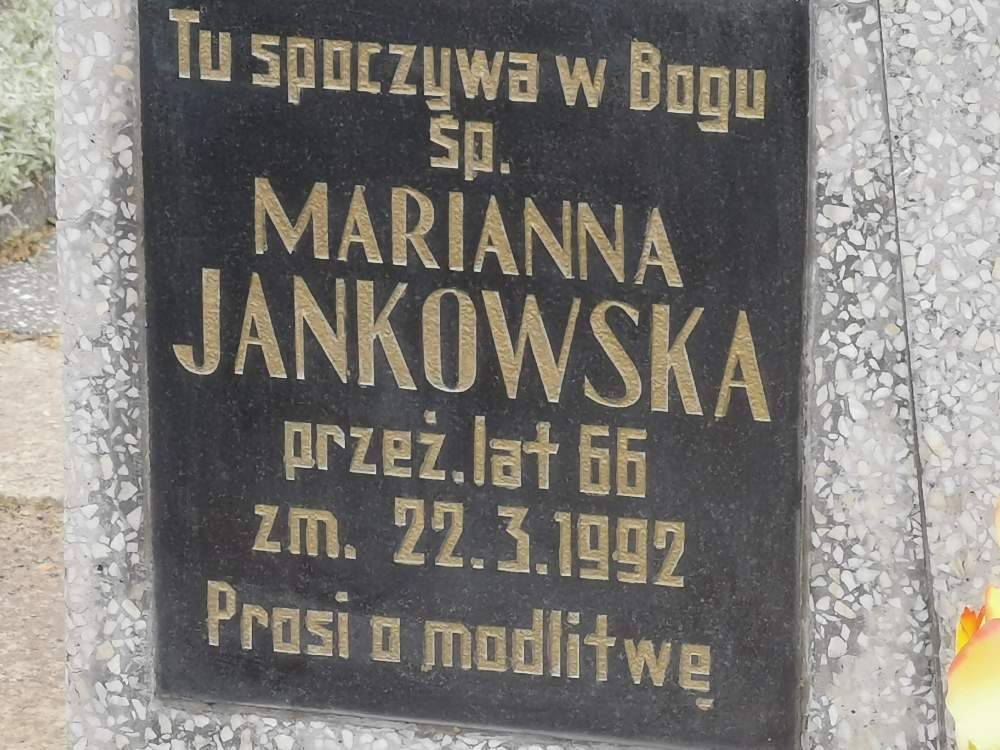 Tu spoczywa w Bogu
śp.
MARIANNA
JANKOWSKA
przeż. lat 66
zm. 22.3.1992
Prosi o modlitwę